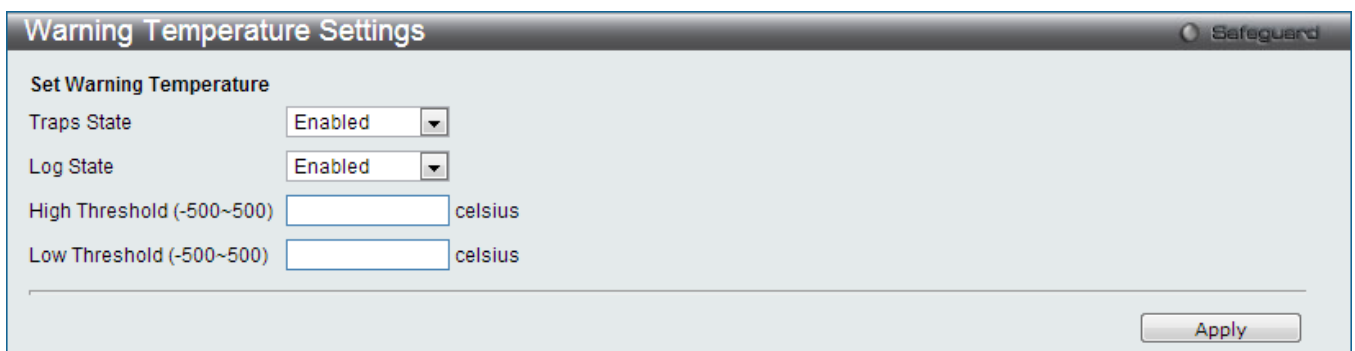 Warning Temperature Settings
Safeguard
Set Warning Temperature
Traps State Enabled
Log State Enabled
High Threshold (-500~500) celsius
Low Threshold (-500~500) celsius
Apply